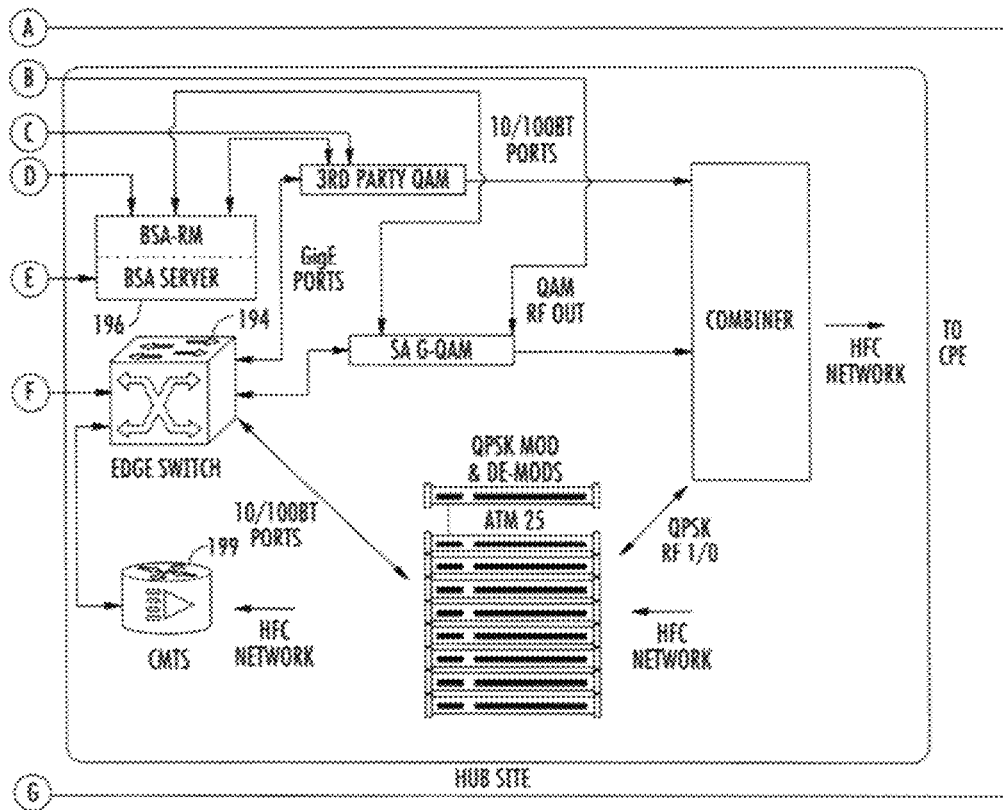 A
B
C
D
E
F
G
10/100BT
PORTS
3RD PARTY QAM
BSA-RM
BSA SERVER
196
194
GigE
PORTS
QAM
RF OUT
SA G-QAM
COMBINER
HFC
NETWORK
TO
CPE
EDGE SWITCH
QPSK MOD
& DE-MODS
ATM 25
10/100BT
PORTS
199
QPSK
RF I/O
CMTS
HFC
NETWORK
HFC
NETWORK
HUB SITE